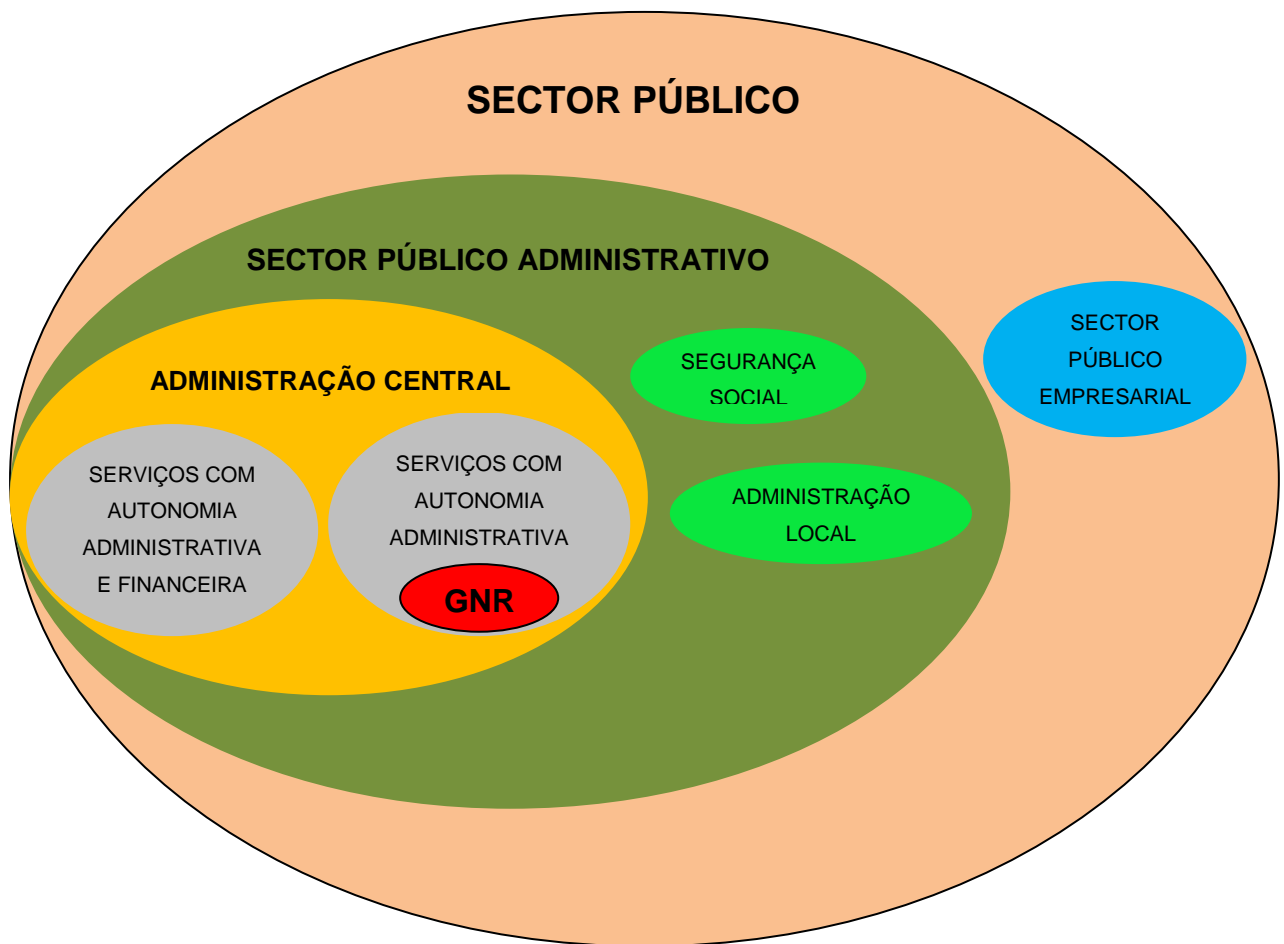 SECTOR PÚBLICO
SECTOR PÚBLICO ADMINISTRATIVO
ADMINISTRAÇÃO CENTRAL
SERVIÇOS COM
AUTONOMIA
ADMINISTRATIVA
E FINANCEIRA
SERVIÇOS COM
AUTONOMIA
ADMINISTRATIVA
GNR
SEGURANÇA
SOCIAL
ADMINISTRAÇÃO
LOCAL
SECTOR
PÚBLICO
EMPRESARIAL